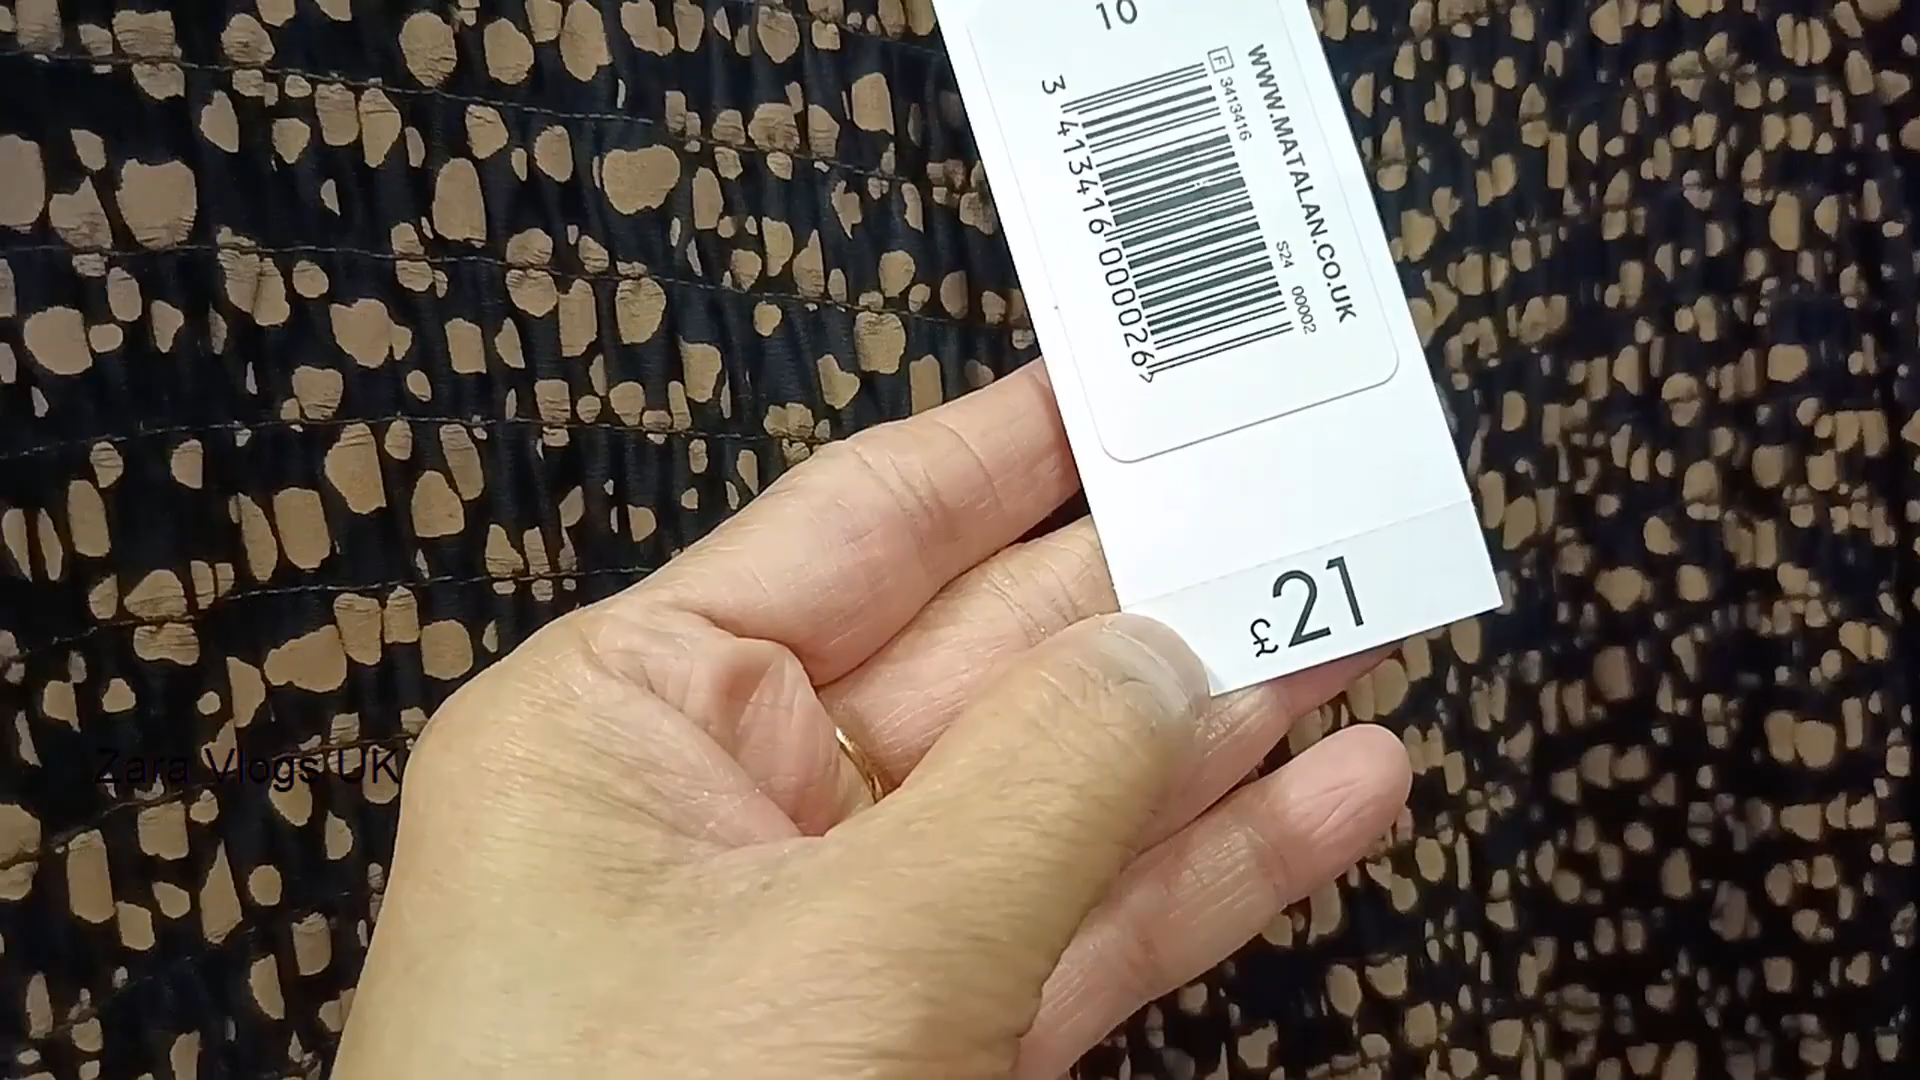 10
WWW.MATALAN.CO.UK
F 3413416 S24 00002
3 413416 000026 >
£21
Zara Vlogs UK